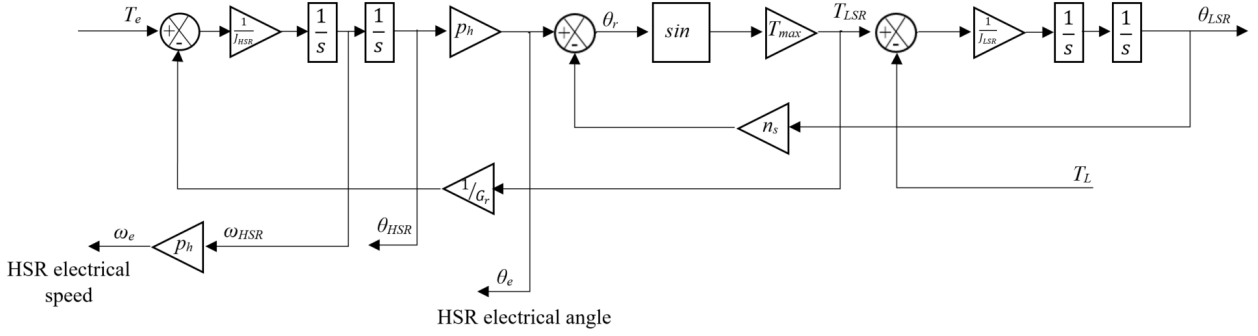 T_e
+
-
1/J_HSR
1/s
1/s
p_h
+
-
θ_r
sin
T_max
T_LSR
+
-
1/J_LSR
1/s
1/s
θ_LSR
n_s
1/G_r
T_L
ω_e
p_h
ω_HSR
θ_HSR
HSR electrical
speed
θ_e
HSR electrical angle